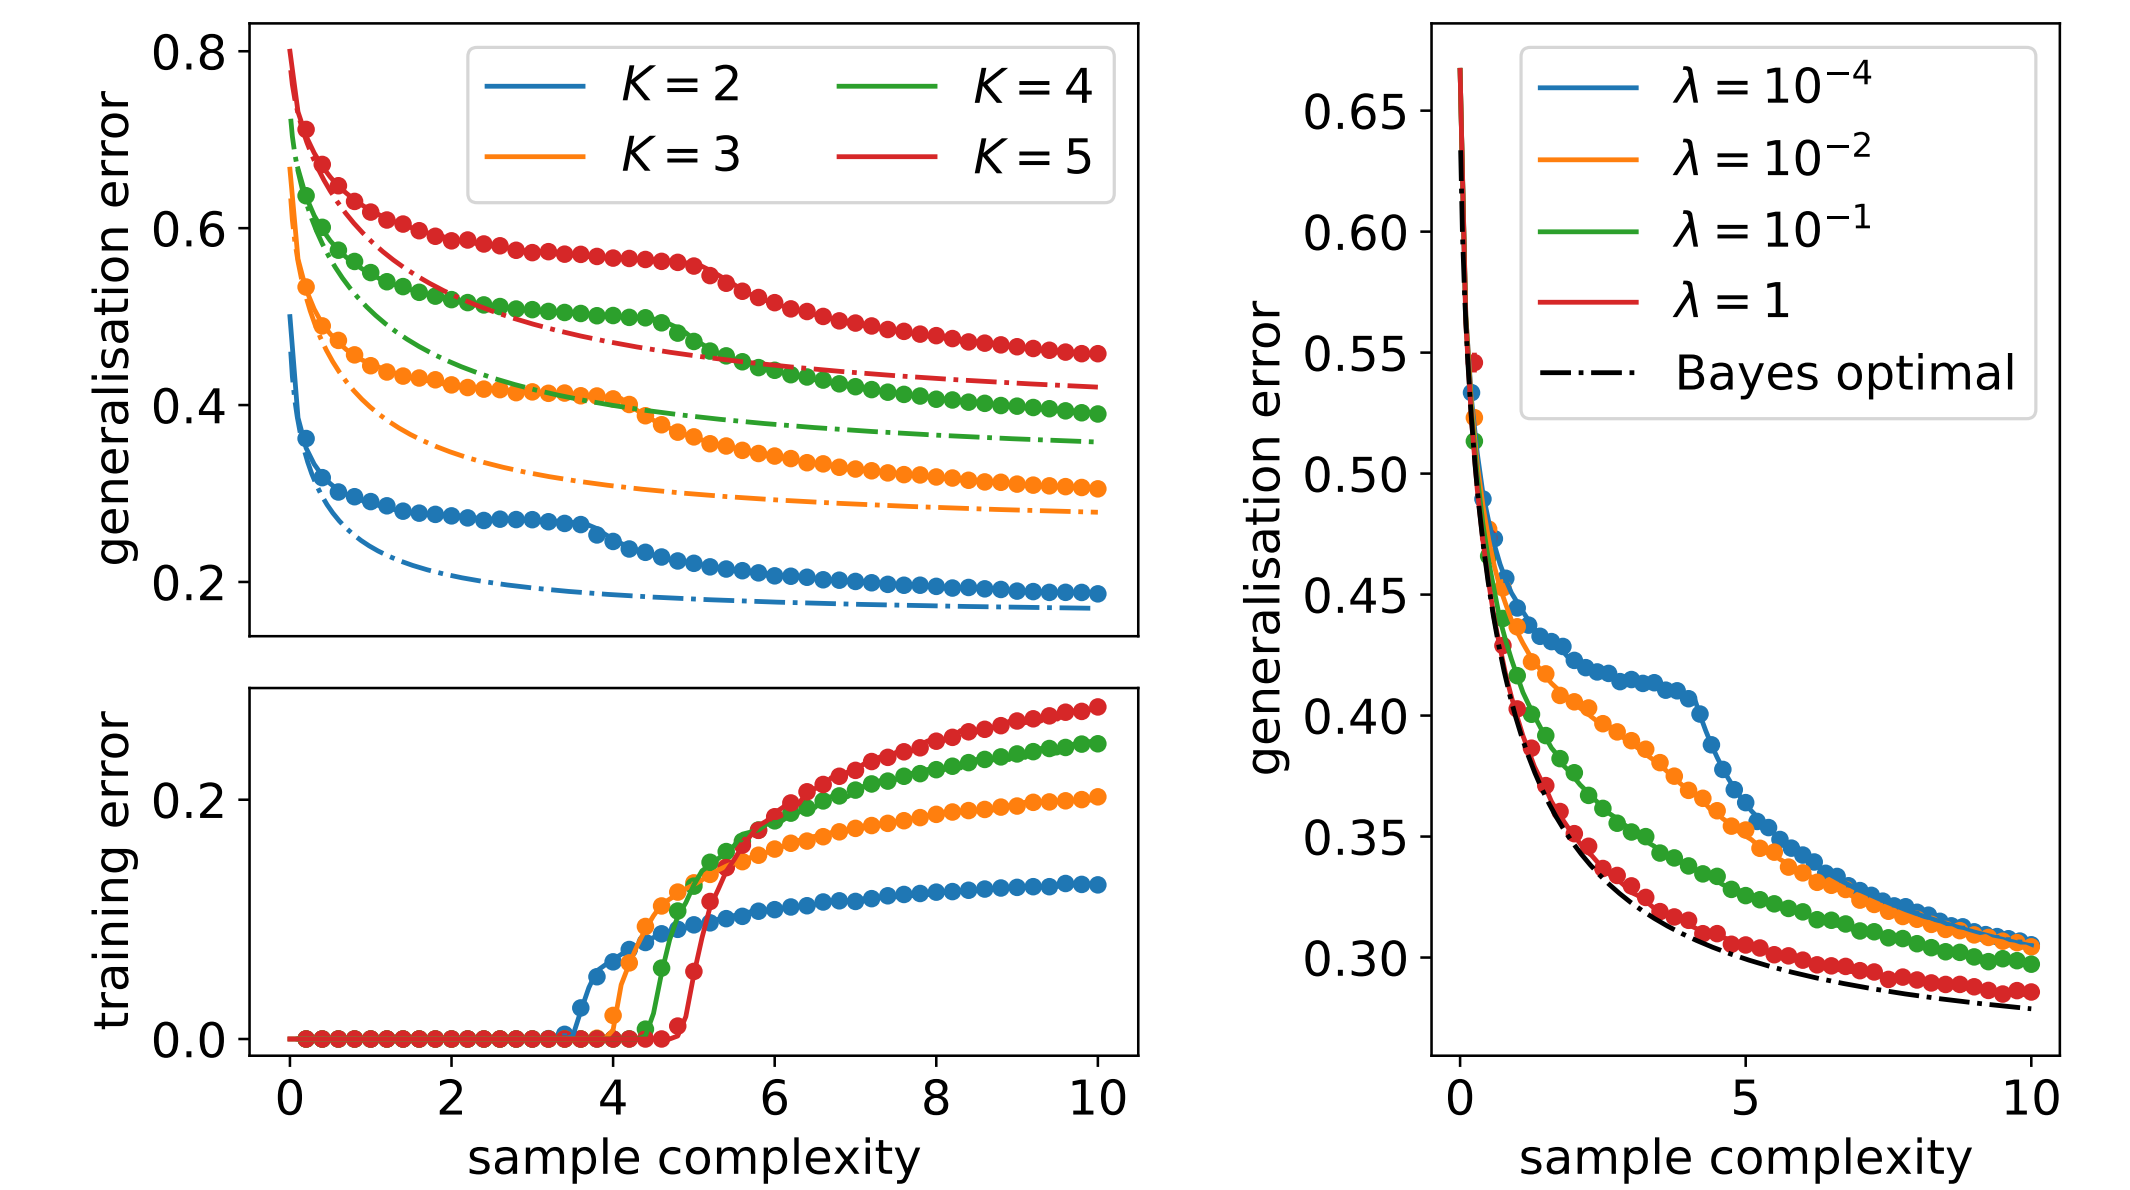 generalisation error
0.8
0.6
0.4
0.2
K = 2
K = 3
K = 4
K = 5
training error
0.2
0.0
0 2 4 6 8 10
sample complexity
generalisation error
0.65
0.60
0.55
0.50
0.45
0.40
0.35
0.30
λ = 10⁻⁴
λ = 10⁻²
λ = 10⁻¹
λ = 1
Bayes optimal
0 5 10
sample complexity